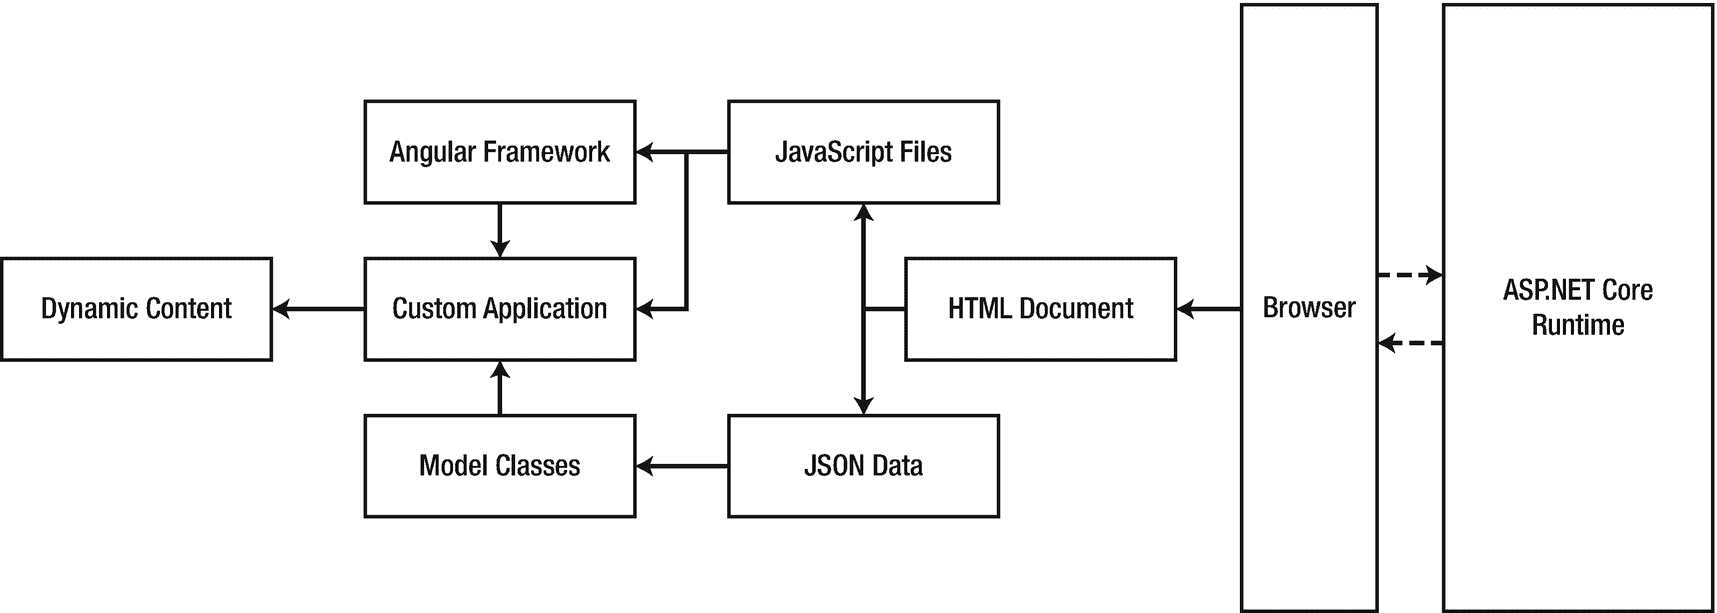 Angular Framework
JavaScript Files
Dynamic Content
Custom Application
HTML Document
Browser
ASP.NET Core
Runtime
Model Classes
JSON Data